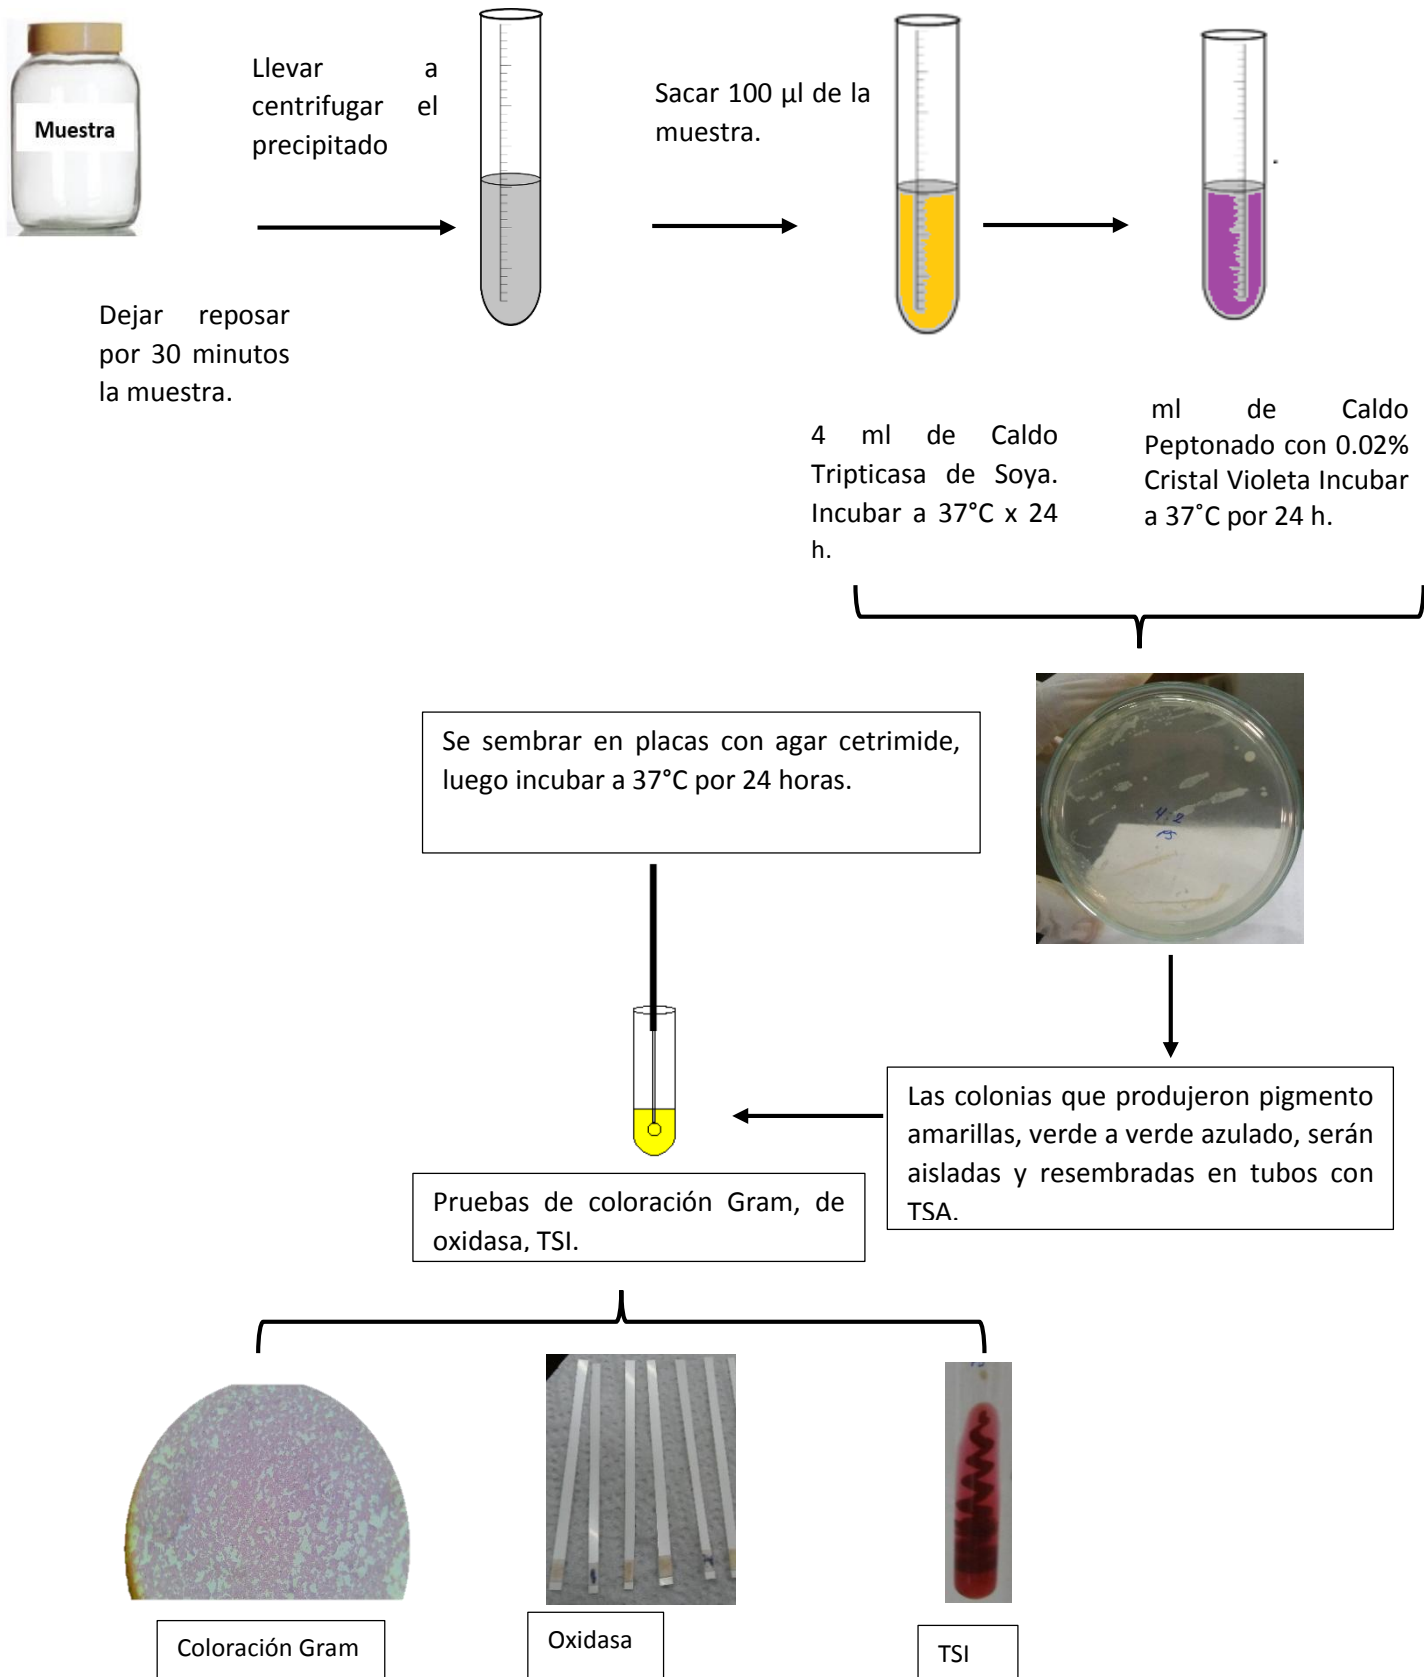 Muestra
Llevar a
centrifugar el
precipitado
Dejar reposar
por 30 minutos
la muestra.
Sacar 100 µl de la
muestra.
4 ml de Caldo
Tripticasa de Soya.
Incubar a 37°C x 24
h.
ml de Caldo
Peptonado con 0.02%
Cristal Violeta Incubar
a 37˚C por 24 h.
Se sembrar en placas con agar cetrimide,
luego incubar a 37°C por 24 horas.
4:2
Las colonias que produjeron pigmento
amarillas, verde a verde azulado, serán
aisladas y resembradas en tubos con
TSA.
Pruebas de coloración Gram, de
oxidasa, TSI.
Coloración Gram
Oxidasa
TSI